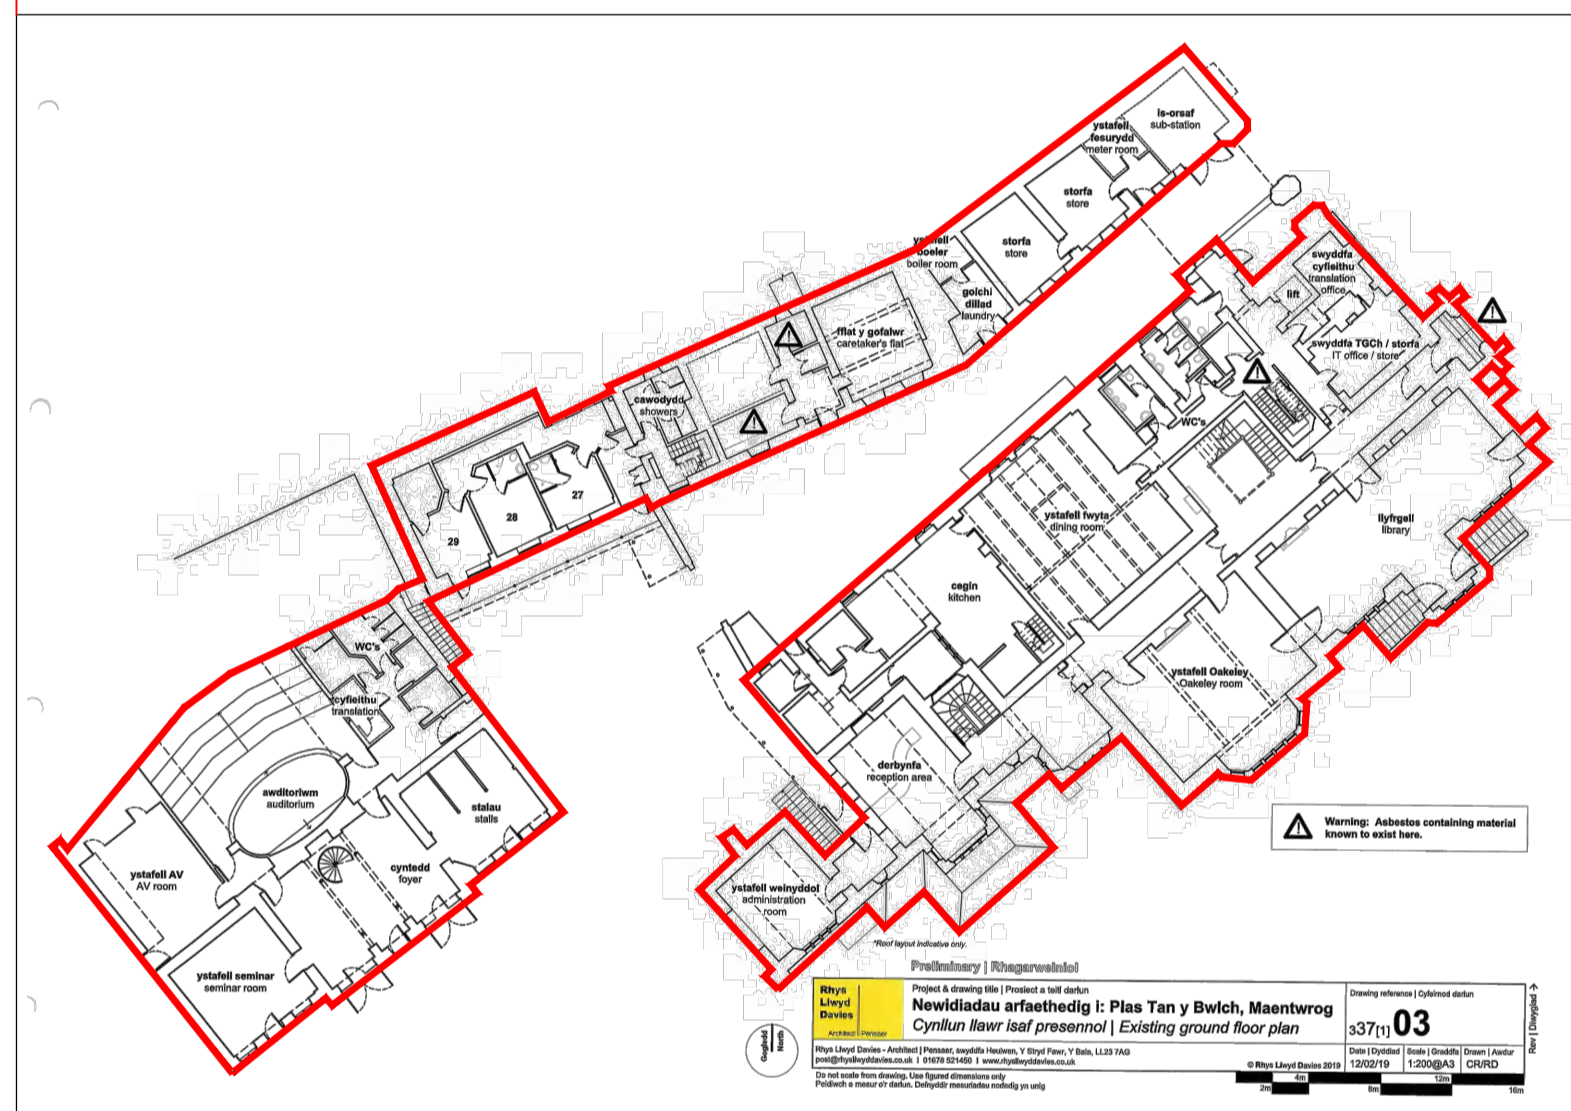 is-orsaf
sub-station
ystafell
fesurydd
meter room
storfa
store
storfa
store
ystafell
boeler
boiler room
golchi
dillad
laundry
fflat y gofalwr
caretaker's flat
cawodydd
showers
27
28
29
swyddfa
cyfieithu
translation
office
lift
swyddfa TGCh / storfa
IT office / store
WC's
llyfrgell
library
ystafell fwyta
dining room
cegin
kitchen
ystafell Oakeley
Oakeley room
derbynfa
reception area
ystafell weinyddol
administration
room
*Roof layout indicative only.
WC's
cyfieithu
translation
awditoriwm
auditorium
stalau
stalls
cyntedd
foyer
ystafell AV
AV room
ystafell seminar
seminar room
Warning: Asbestos containing material
known to exist here.
Preliminary | Rhagarweiniol
Rhys
Llwyd
Davies
Architect | Pensaer
Project & drawing title | Prosiect a teitl darlun
Newidiadau arfaethedig i: Plas Tan y Bwlch, Maentwrog
Cynllun llawr isaf presennol | Existing ground floor plan
Drawing reference | Cyfeirnod darlun
337[1] 03
Rev | Diwygiad
Rhys Llwyd Davies - Architect | Pensaer, swyddfa Heulwen, Y Stryd Fawr, Y Bala, LL23 7AG
post@rhysllwyddavies.co.uk | 01678 521450 | www.rhysllwyddavies.co.uk
© Rhys Llwyd Davies 2019
Date | Dyddiad
12/02/19
Scale | Graddfa
1:200@A3
Drawn | Awdur
CR/RD
Do not scale from drawing. Use figured dimensions only
Peidiwch a mesur o'r darlun. Defnyddir mesuriadau nodedig yn unig
Gogledd
North
2m
4m
8m
12m
16m